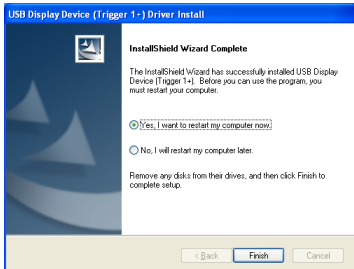 USB Display Device (Trigger 1+) Driver Install
InstallShield Wizard Complete
The InstallShield Wizard has successfully installed USB Display
Device (Trigger 1+). Before you can use the program, you
must restart your computer.
Yes, I want to restart my computer now.
No, I will restart my computer later.
Remove any disks from their drives, and then click Finish to
complete setup.
< Back Finish Cancel